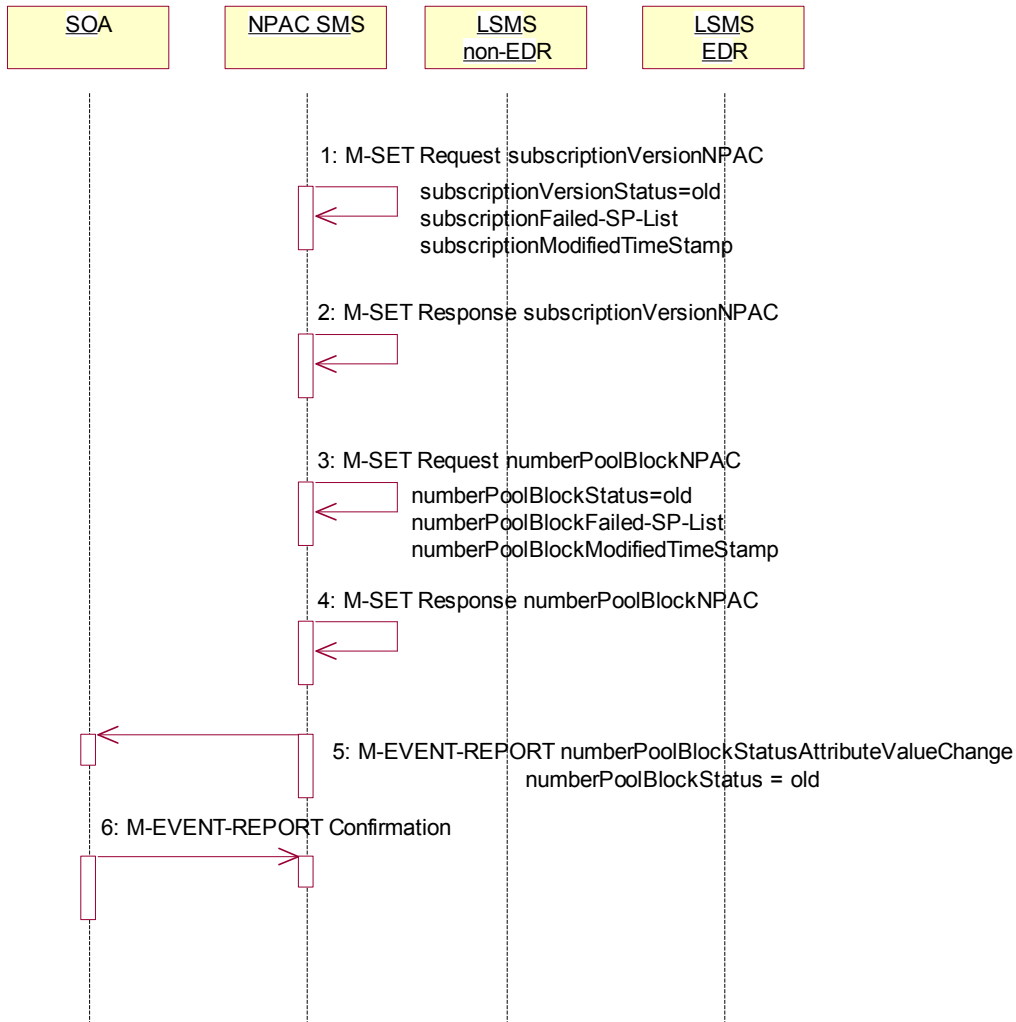 SOA
NPAC SMS
LSMS
non-EDR
LSMS
EDR
1: M-SET Request subscriptionVersionNPAC
subscriptionVersionStatus=old
subscriptionFailed-SP-List
subscriptionModifiedTimeStamp
2: M-SET Response subscriptionVersionNPAC
3: M-SET Request numberPoolBlockNPAC
numberPoolBlockStatus=old
numberPoolBlockFailed-SP-List
numberPoolBlockModifiedTimeStamp
4: M-SET Response numberPoolBlockNPAC
5: M-EVENT-REPORT numberPoolBlockStatusAttributeValueChange
numberPoolBlockStatus = old
6: M-EVENT-REPORT Confirmation